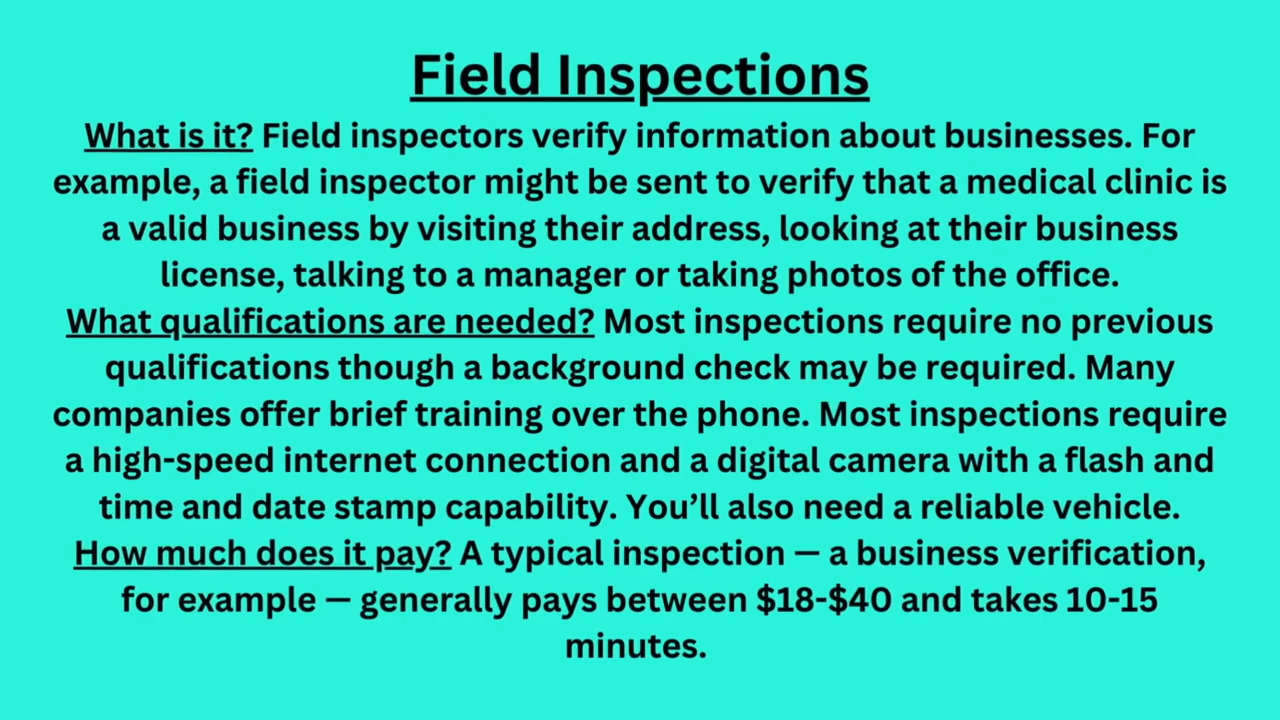 Field Inspections
What is it? Field inspectors verify information about businesses. For
example, a field inspector might be sent to verify that a medical clinic is
a valid business by visiting their address, looking at their business
license, talking to a manager or taking photos of the office.
What qualifications are needed? Most inspections require no previous
qualifications though a background check may be required. Many
companies offer brief training over the phone. Most inspections require
a high-speed internet connection and a digital camera with a flash and
time and date stamp capability. You’ll also need a reliable vehicle.
How much does it pay? A typical inspection — a business verification,
for example — generally pays between $18-$40 and takes 10-15
minutes.